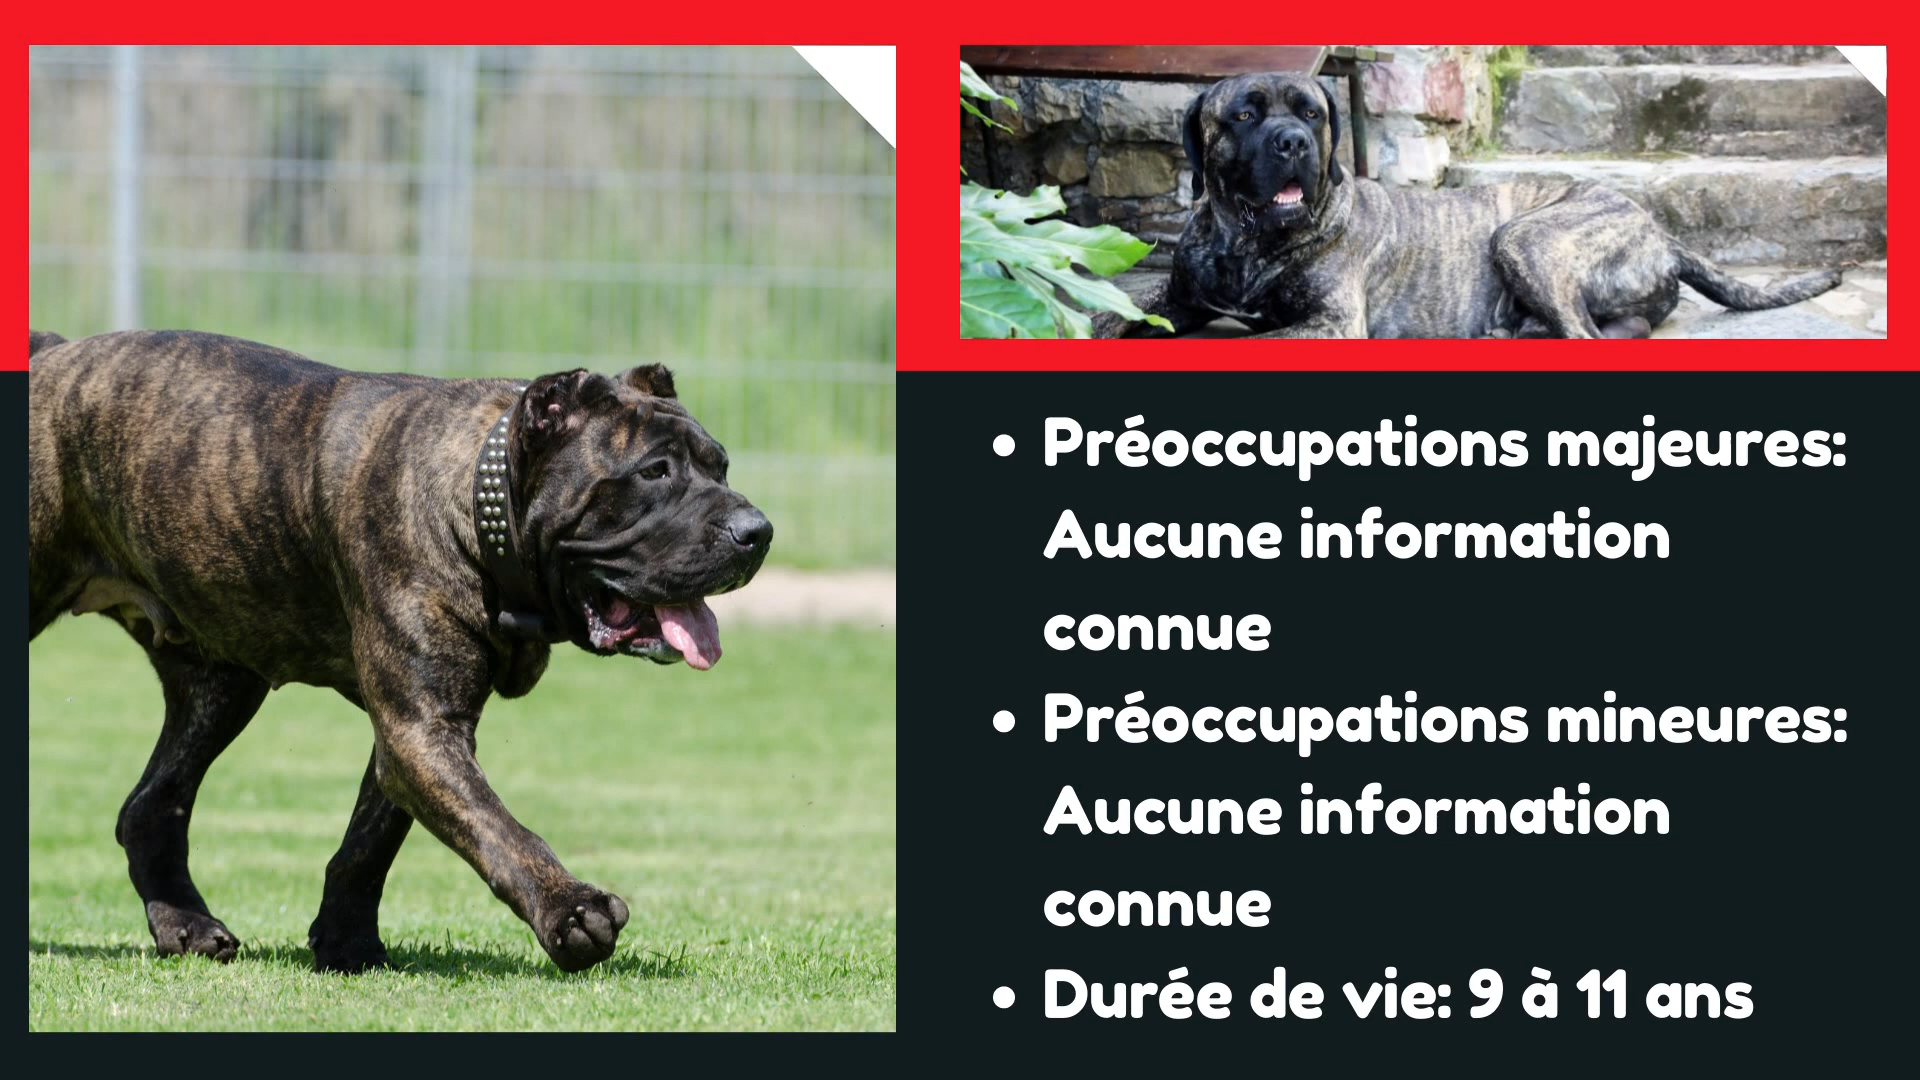 • Préoccupations majeures:
Aucune information
connue
• Préoccupations mineures:
Aucune information
connue
• Durée de vie: 9 à 11 ans